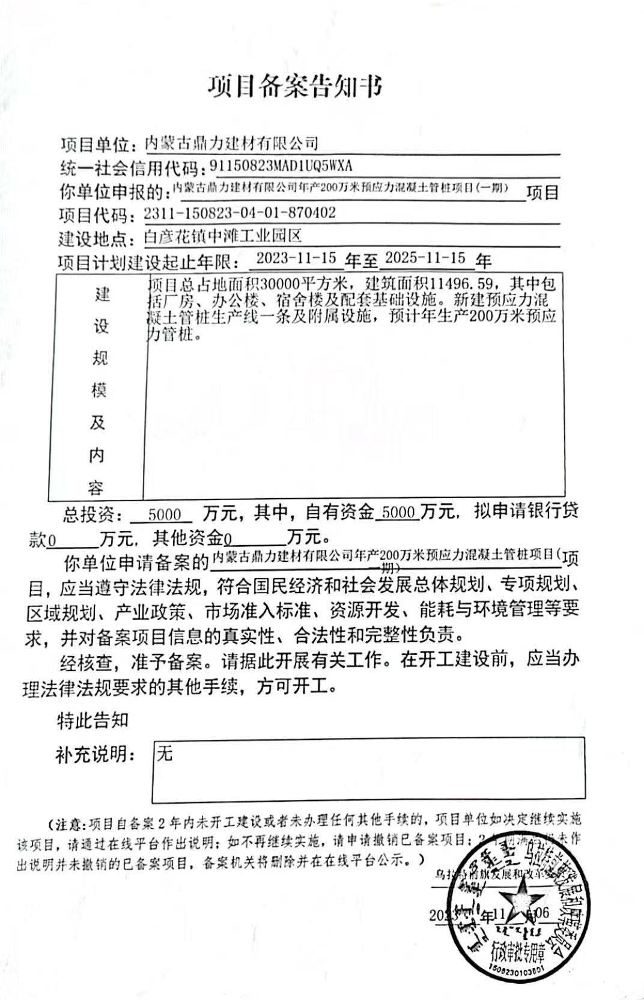 项目备案告知书
项目单位：内蒙古鼎力建材有限公司
统一社会信用代码：91150823MAD1UQ5WXA
你单位申报的：内蒙古鼎力建材有限公司年产200万米预应力混凝土管桩项目(一期) 项目
项目代码：2311-150823-04-01-870402
建设地点：白彦花镇中滩工业园区
项目计划建设起止年限： 2023-11-15 年至 2025-11-15 年
建设规模及内容
项目总占地面积30000平方米，建筑面积11496.59，其中包
括厂房、办公楼、宿舍楼及配套基础设施。新建预应力混
凝土管桩生产线一条及附属设施，预计年生产200万米预应
力管桩。
总投资： 5000 万元，其中，自有资金 5000 万元，拟申请银行贷
款0 万元，其他资金0 万元。
你单位申请备案的内蒙古鼎力建材有限公司年产200万米预应力混凝土管桩项目(一期)项
目，应当遵守法律法规，符合国民经济和社会发展总体规划、专项规划、
区域规划、产业政策、市场准入标准、资源开发、能耗与环境管理等要
求，并对备案项目信息的真实性、合法性和完整性负责。
经核查，准予备案。请据此开展有关工作。在开工建设前，应当办
理法律法规要求的其他手续，方可开工。
特此告知
补充说明： 无
（注意：项目自备案2年内未开工建设或者未办理任何其他手续的，项目单位如决定继续实施
该项目，请通过在线平台作出说明；如不再继续实施，请申请撤销已备案项目；2年期满 未作
出说明并未撤销的已备案项目，备案机关将删除并在在线平台公示。）
乌拉特前旗发展和改革
2023 年11 月06
乌拉特前旗发展和改革委员会
行政审批专用章
1508230103801